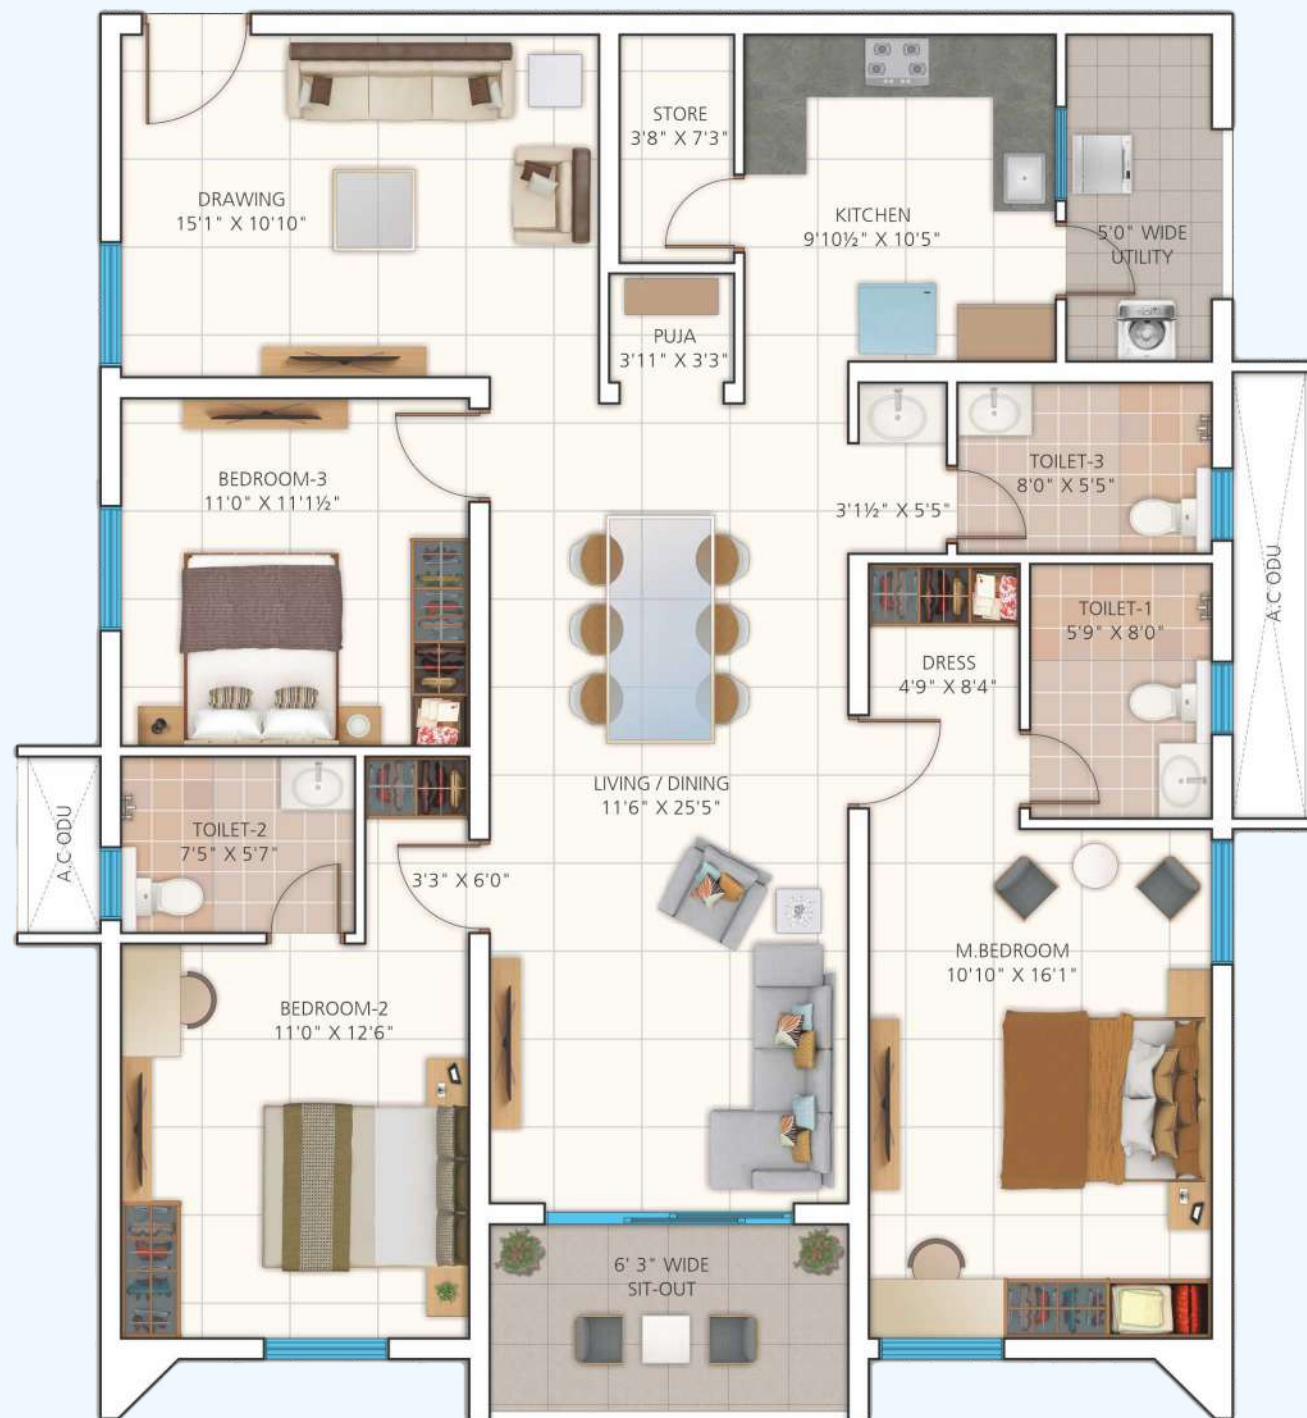 STORE
3'8" X 7'3"
DRAWING
15'1" X 10'10"
KITCHEN
9'10½" X 10'5"
5'0" WIDE
UTILITY
PUJA
3'11" X 3'3"
BEDROOM-3
11'0" X 11'1½"
TOILET-3
8'0" X 5'5"
3'1½" X 5'5"
A.C ODU
TOILET-1
5'9" X 8'0"
DRESS
4'9" X 8'4"
LIVING / DINING
11'6" X 25'5"
TOILET-2
7'5" X 5'7"
A.C ODU
3'3" X 6'0"
M.BEDROOM
10'10" X 16'1"
BEDROOM-2
11'0" X 12'6"
6' 3" WIDE
SIT-OUT